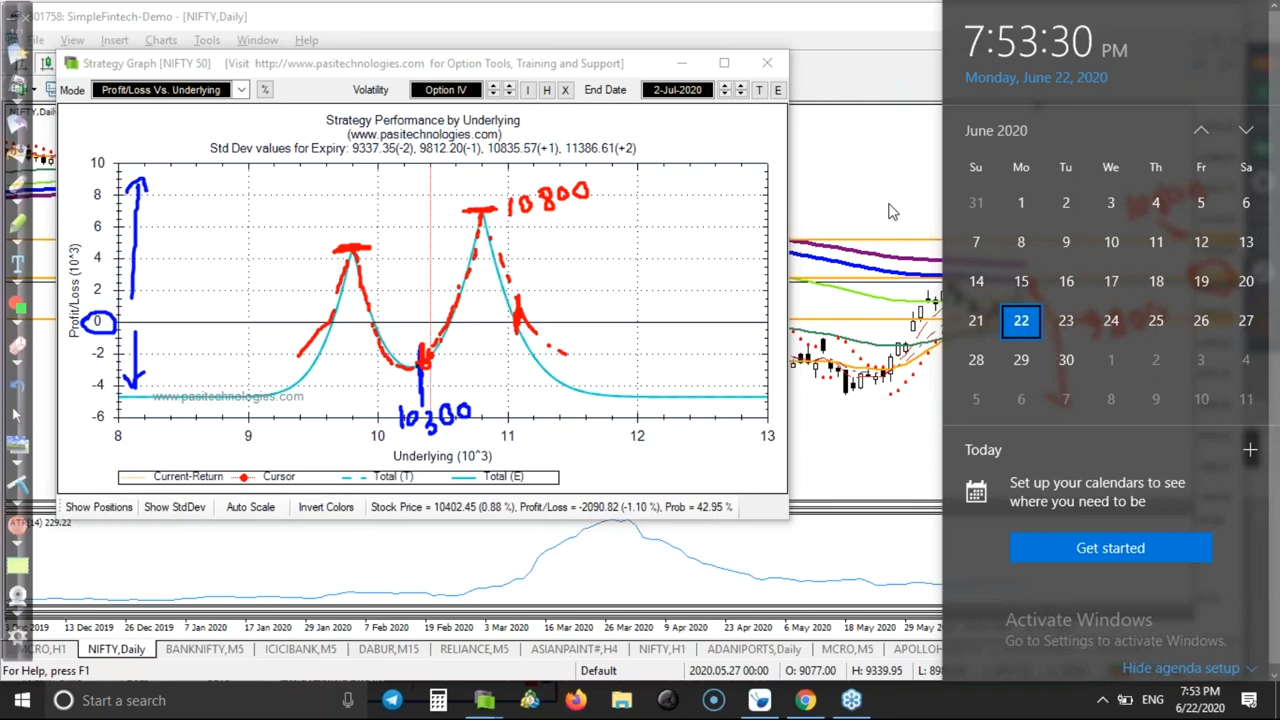 301758: SimpleFintech-Demo - [NIFTY,Daily]
File View Insert Charts Tools Window Help
Strategy Graph [NIFTY 50] (Visit http://www.pasitechnologies.com for Option Tools, Training and Support]
Mode Profit/Loss Vs. Underlying % Volatility Option IV I H X End Date 2-Jul-2020 T E
Strategy Performance by Underlying
(www.pasitechnologies.com)
Std Dev values for Expiry: 9337.35(-2), 9812.20(-1), 10835.57(+1), 11386.61(+2)
10
8
6
4
2
0
-2
-4
-6
Profit/Loss (10^3)
10800
10300
www.pasitechnologies.com
8 9 10 11 12 13
Underlying (10^3)
Current-Return Cursor Total (T) Total (E)
Show Positions Show StdDev Auto Scale Invert Colors Stock Price = 10402.45 (0.88 %), Profit/Loss = -2090.82 (-1.10 %), Prob = 42.95 %
ATR(14) 229.22
3 Dec 2019 13 Dec 2019 26 Dec 2019 7 Jan 2020 17 Jan 2020 29 Jan 2020 7 Feb 2020 19 Feb 2020 3 Mar 2020 16 Mar 2020 26 Mar 2020 9 Apr 2020 23 Apr 2020 6 May 2020 18 May 2020 29 May
MCRO,H1 NIFTY,Daily BANKNIFTY,M5 ICICIBANK,M5 DABUR,M15 RELIANCE,M5 ASIANPAINT#,H4 NIFTY,H1 ADANIPORTS,Daily MCRO,M5 APOLLOH
For Help, press F1 Default 2020.05.27 00:00 O: 9077.00 H: 9339.95
7:53:30 PM
Monday, June 22, 2020
June 2020
Su Mo Tu We Th Fr Sa
31 1 2 3 4 5 6
7 8 9 10 11 12 13
14 15 16 17 18 19 20
21 22 23 24 25 26 27
28 29 30 1 2 3 4
5 6 7 8 9 10 11
Today
Set up your calendars to see
where you need to be
Get started
Activate Windows
Go to Settings to activate Windows.
Hide agenda setup
Start a search
ENG
7:53 PM
6/22/2020